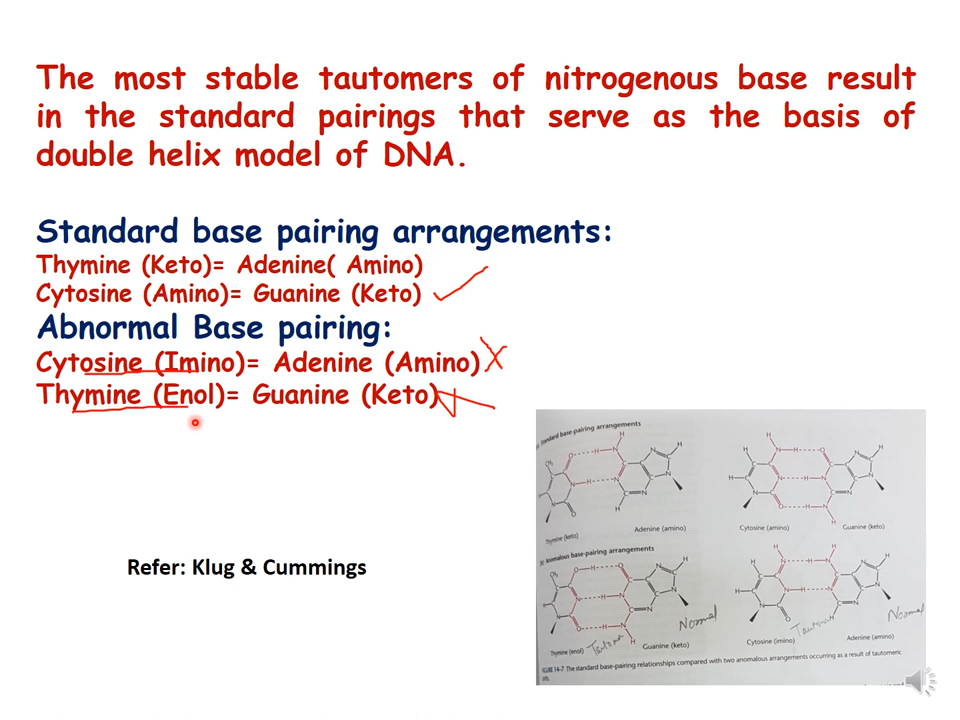 The most stable tautomers of nitrogenous base result
in the standard pairings that serve as the basis of
double helix model of DNA.
Standard base pairing arrangements:
Thymine (Keto)= Adenine( Amino)
Cytosine (Amino)= Guanine (Keto)
Abnormal Base pairing:
Cytosine (Imino)= Adenine (Amino)
Thymine (Enol)= Guanine (Keto)
Refer: Klug & Cummings
Standard base-pairing arrangements
Thymine (keto)
Adenine (amino)
Cytosine (amino)
Guanine (keto)
(b) Anomalous base-pairing arrangements
Normal
Normal
Thymine (enol)
Guanine (keto)
Cytosine (imino)
Adenine (amino)
FIGURE 14-7 The standard base-pairing relationships compared with two anomalous arrangements occurring as a result of tautomeric